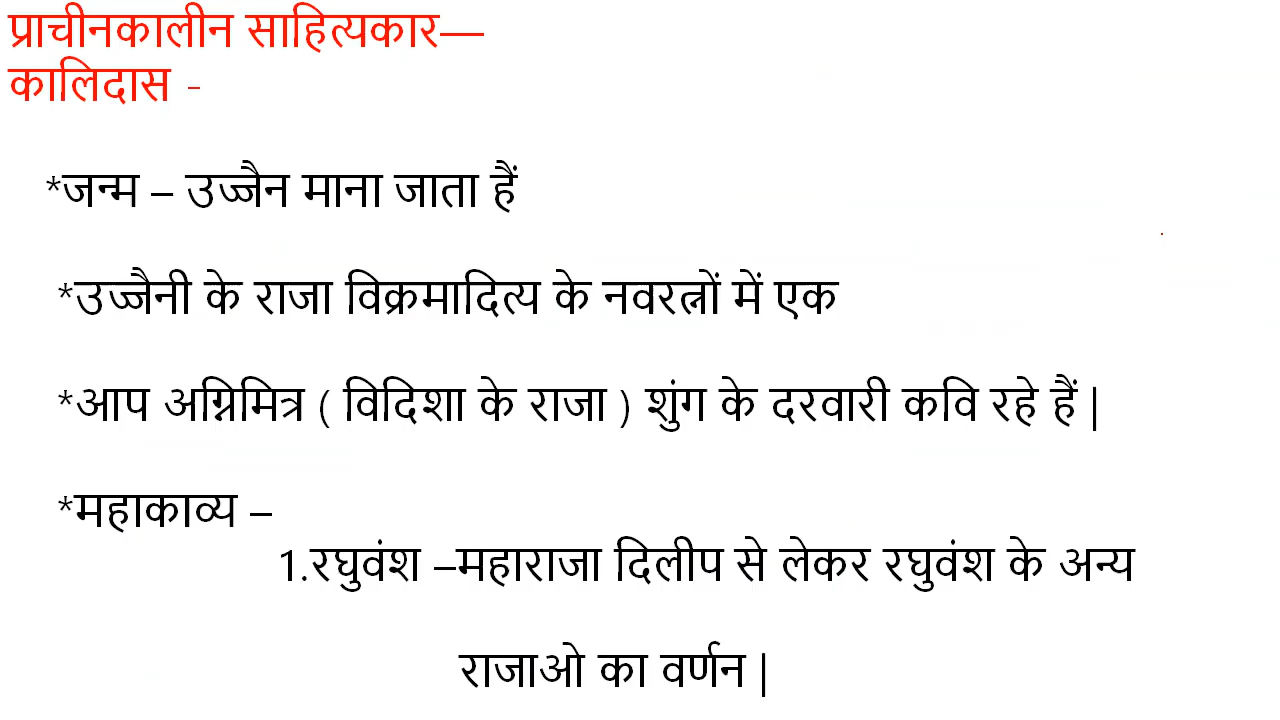 प्राचीनकालीन साहित्यकार—
कालिदास -
*जन्म – उज्जैन माना जाता हैं
*उज्जैनी के राजा विक्रमादित्य के नवरत्नों में एक
*आप अग्निमित्र ( विदिशा के राजा ) शुंग के दरवारी कवि रहे हैं |
*महाकाव्य –
1.रघुवंश –महाराजा दिलीप से लेकर रघुवंश के अन्य
राजाओ का वर्णन |